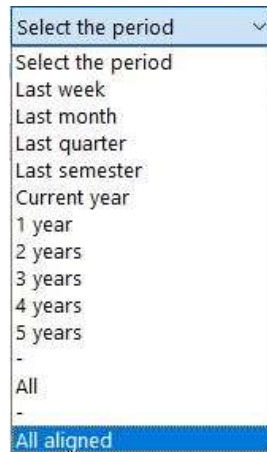 Select the period
Select the period
Last week
Last month
Last quarter
Last semester
Current year
1 year
2 years
3 years
4 years
5 years
-
All
-
All aligned